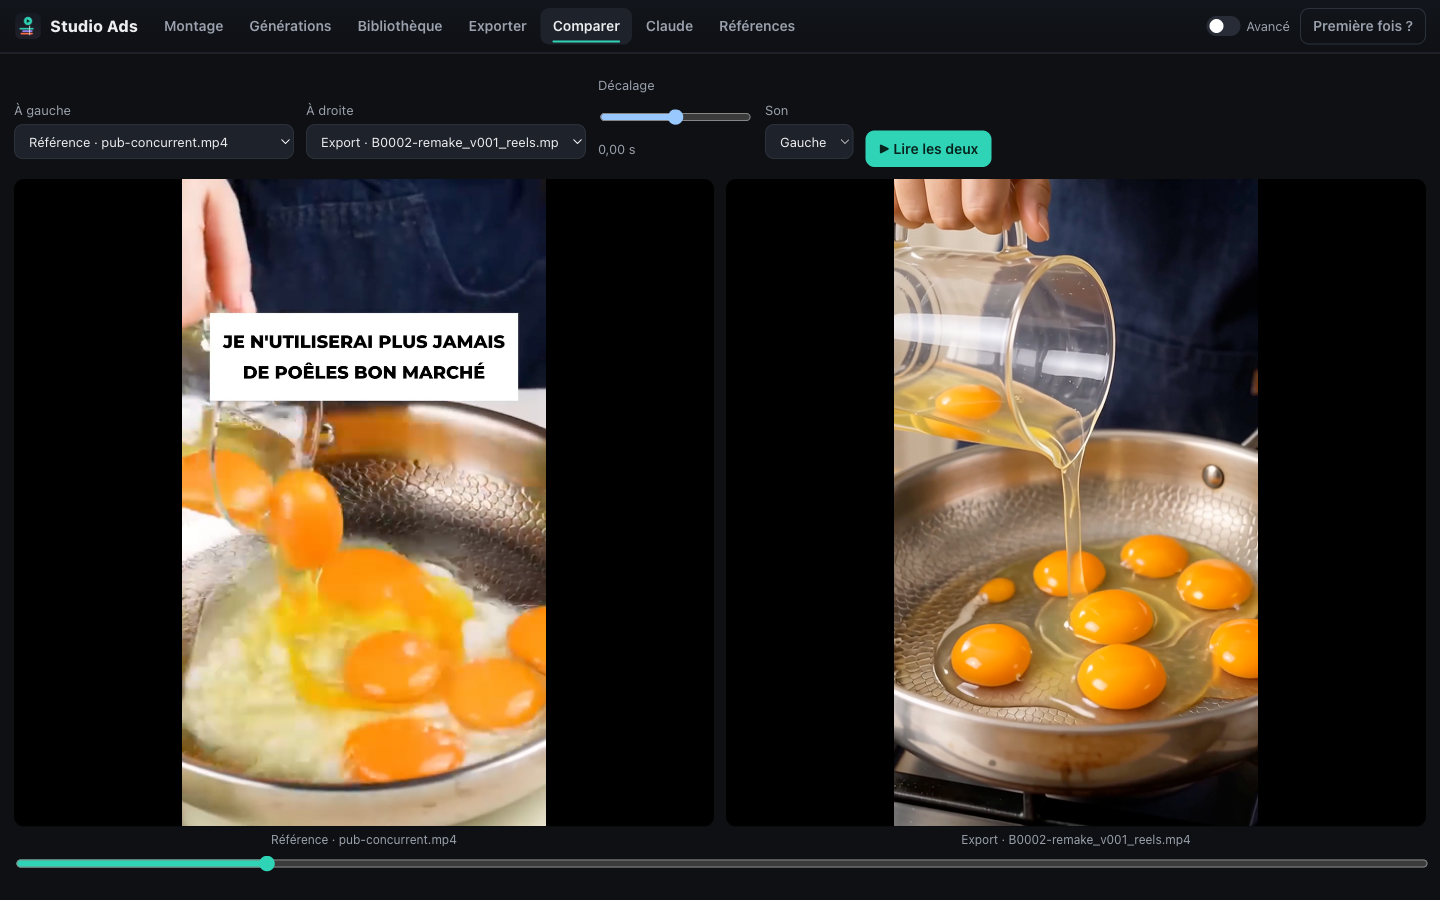 Studio Ads
Montage
Générations
Bibliothèque
Exporter
Comparer
Claude
Références
Avancé
Première fois ?
À gauche
Référence · pub-concurrent.mp4
À droite
Export · B0002-remake_v001_reels.mp
Décalage
0,00 s
Son
Gauche
▶ Lire les deux
JE N'UTILISERAI PLUS JAMAIS
DE POÊLES BON MARCHÉ
Référence · pub-concurrent.mp4
Export · B0002-remake_v001_reels.mp4